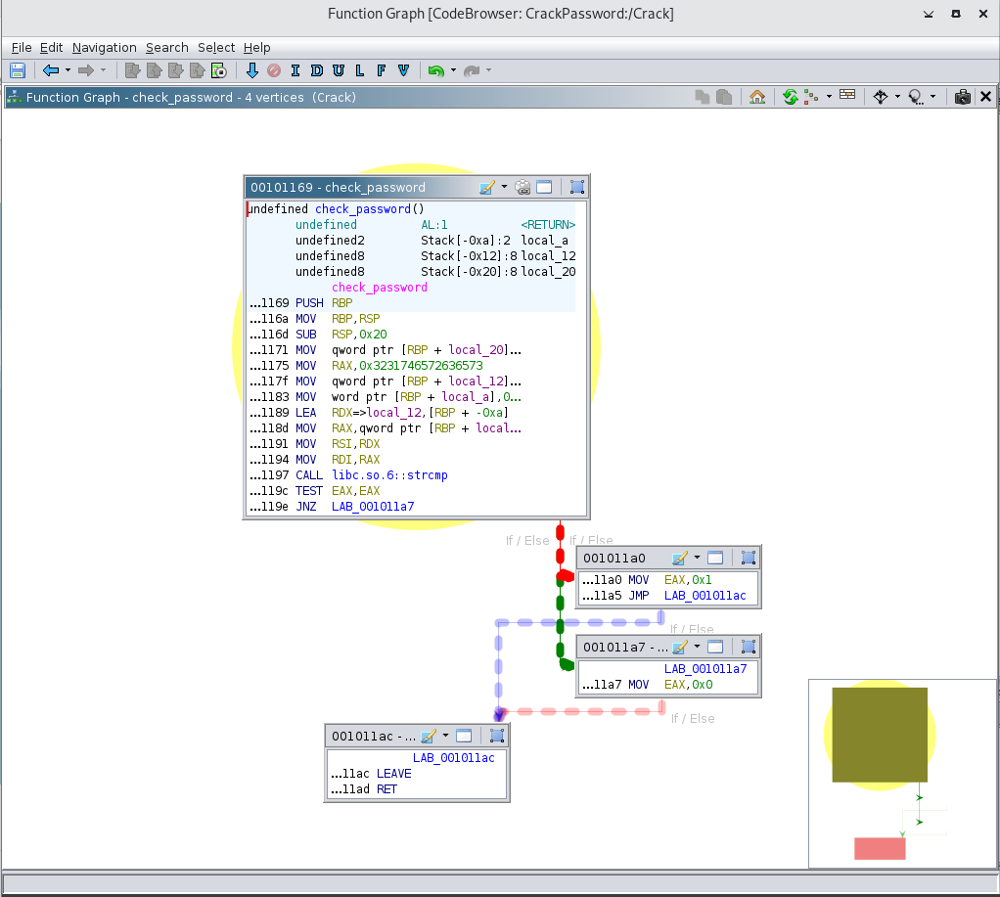 Function Graph [CodeBrowser: CrackPassword:/Crack]
File Edit Navigation Search Select Help
I D U L F V
Function Graph - check_password - 4 vertices (Crack)
00101169 - check_password
undefined check_password()
undefined AL:1 <RETURN>
undefined2 Stack[-0xa]:2 local_a
undefined8 Stack[-0x12]:8 local_12
undefined8 Stack[-0x20]:8 local_20
check_password
...1169 PUSH RBP
...116a MOV RBP,RSP
...116d SUB RSP,0x20
...1171 MOV qword ptr [RBP + local_20]...
...1175 MOV RAX,0x3231746572636573
...117f MOV qword ptr [RBP + local_12]...
...1183 MOV word ptr [RBP + local_a],0...
...1189 LEA RDX=>local_12,[RBP + -0xa]
...118d MOV RAX,qword ptr [RBP + local...
...1191 MOV RSI,RDX
...1194 MOV RDI,RAX
...1197 CALL libc.so.6::strcmp
...119c TEST EAX,EAX
...119e JNZ LAB_001011a7
If / Else If / Else
001011a0
...11a0 MOV EAX,0x1
...11a5 JMP LAB_001011ac
If / Else
001011a7 -...
LAB_001011a7
...11a7 MOV EAX,0x0
If / Else
001011ac -...
LAB_001011ac
...11ac LEAVE
...11ad RET